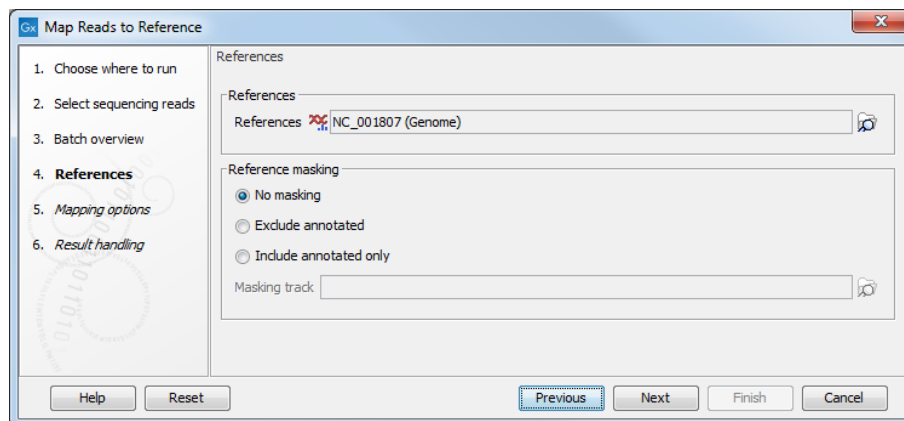 Gx Map Reads to Reference
1. Choose where to run
2. Select sequencing reads
3. Batch overview
4. References
5. Mapping options
6. Result handling
References
References
References NC_001807 (Genome)
Reference masking
No masking
Exclude annotated
Include annotated only
Masking track
Help Reset Previous Next Finish Cancel